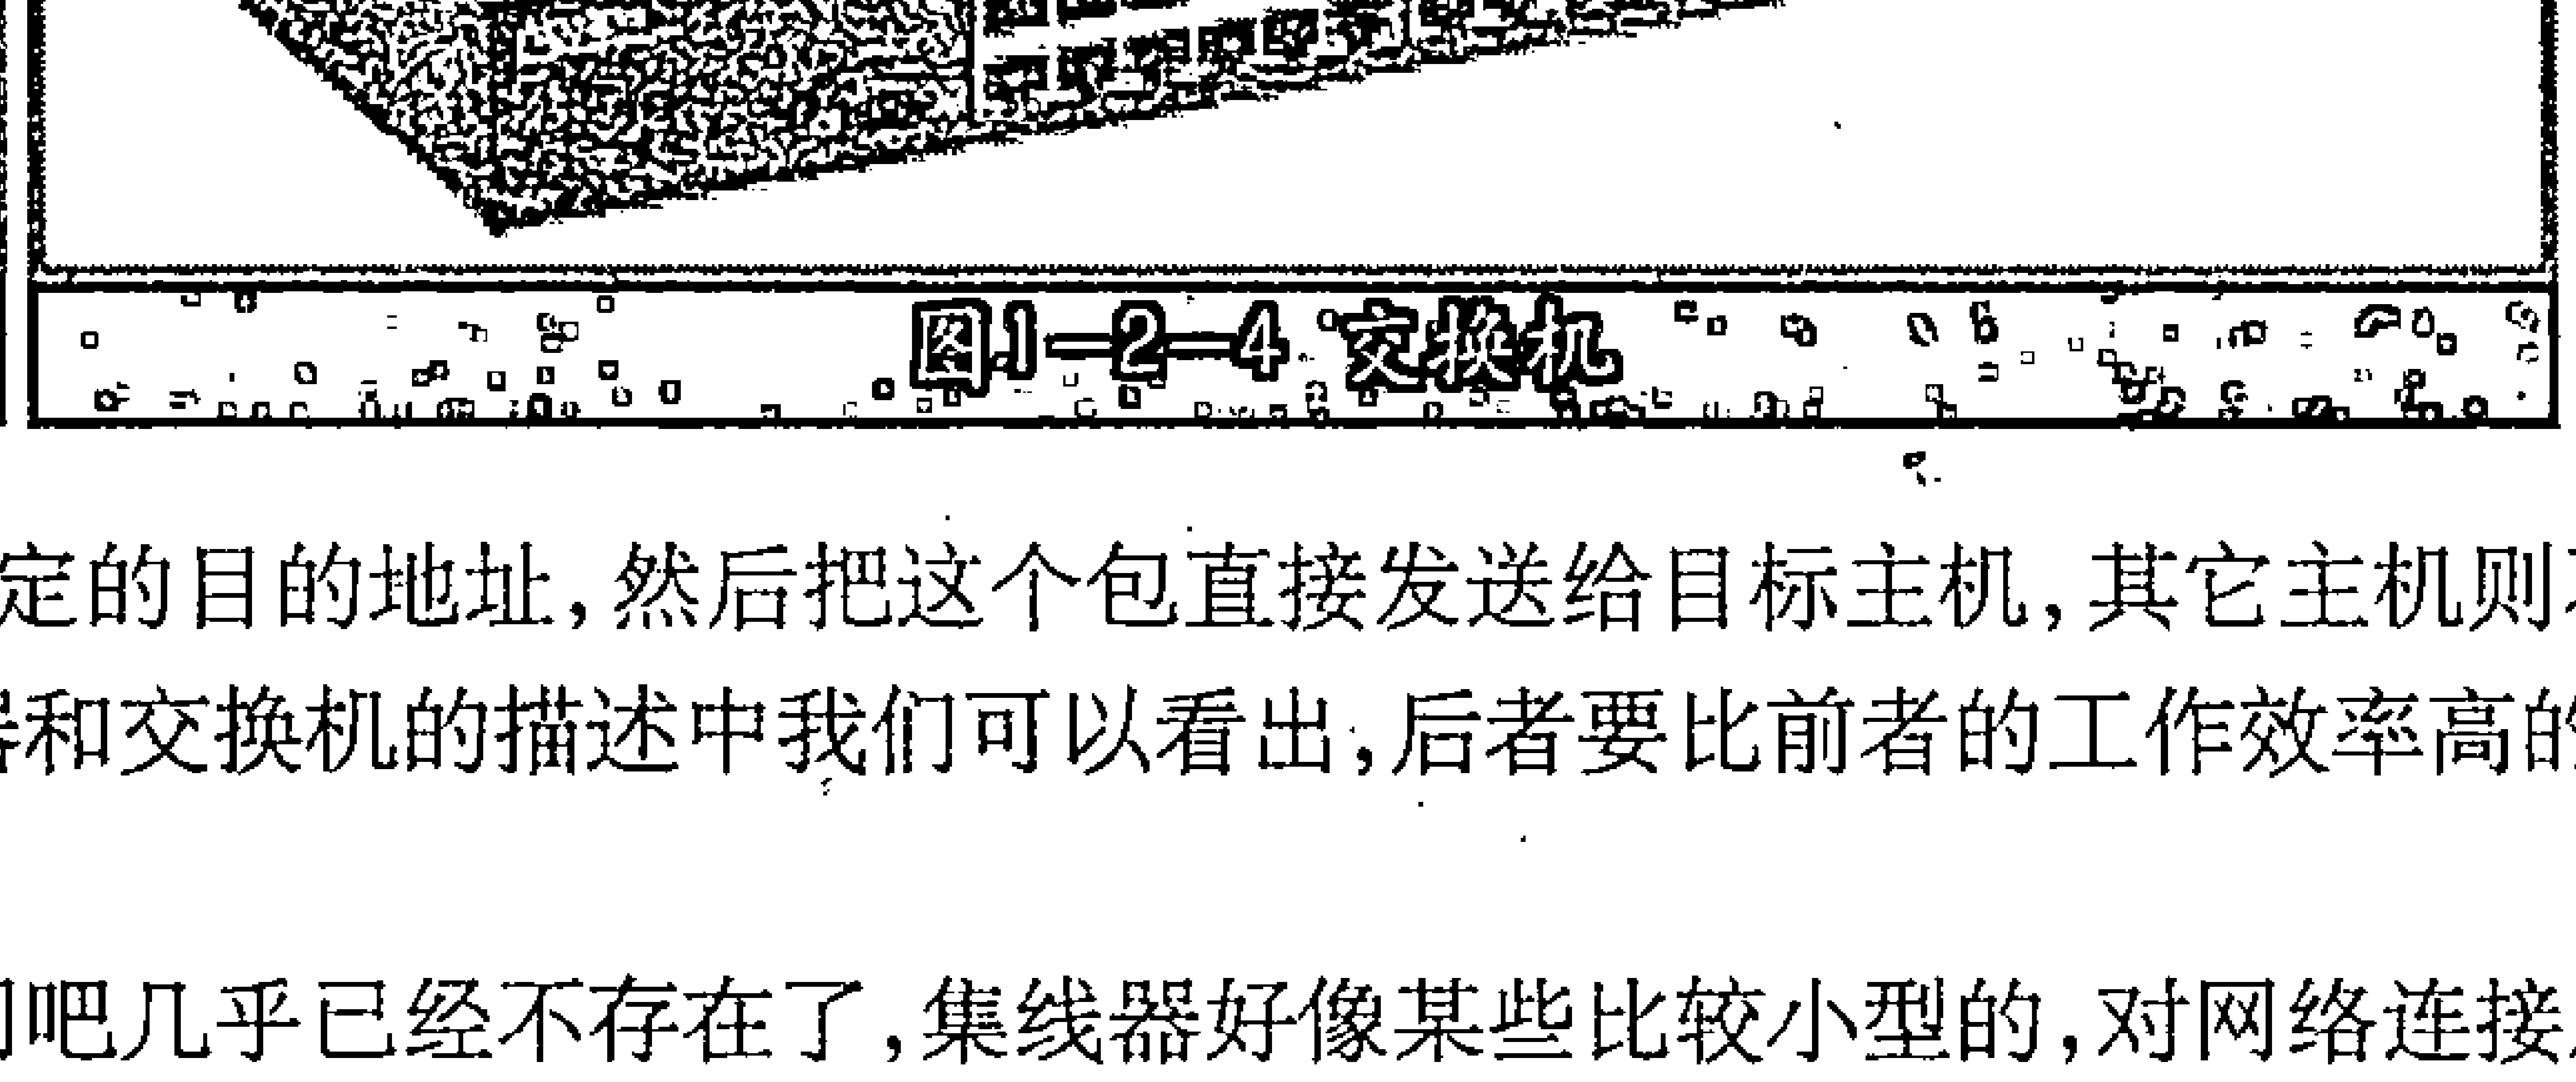 图1—2—4 交换机
定的目的地址,然后把这个包直接发送给目标主机,其它主机则
和交换机的描述中我们可以看出,后者要比前者的工作效率高的
吧几乎已经不存在了,集线器好像某些比较小型的,对网络连接